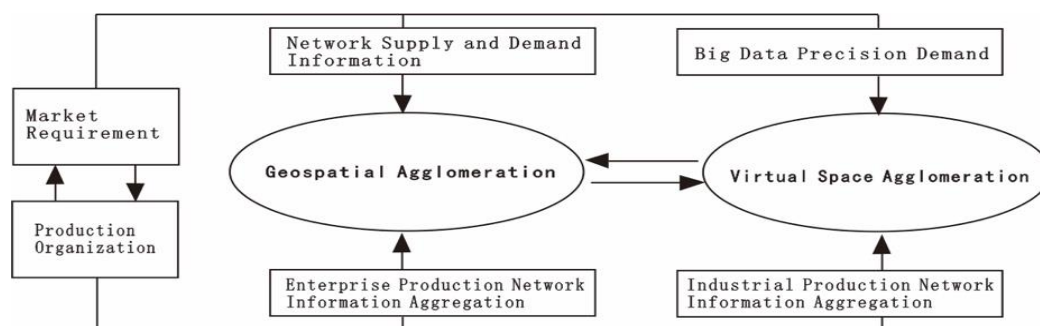 Network Supply and Demand
Information
Big Data Precision Demand
Market
Requirement
Geospatial Agglomeration
Virtual Space Agglomeration
Production
Organization
Enterprise Production Network
Information Aggregation
Industrial Production Network
Information Aggregation